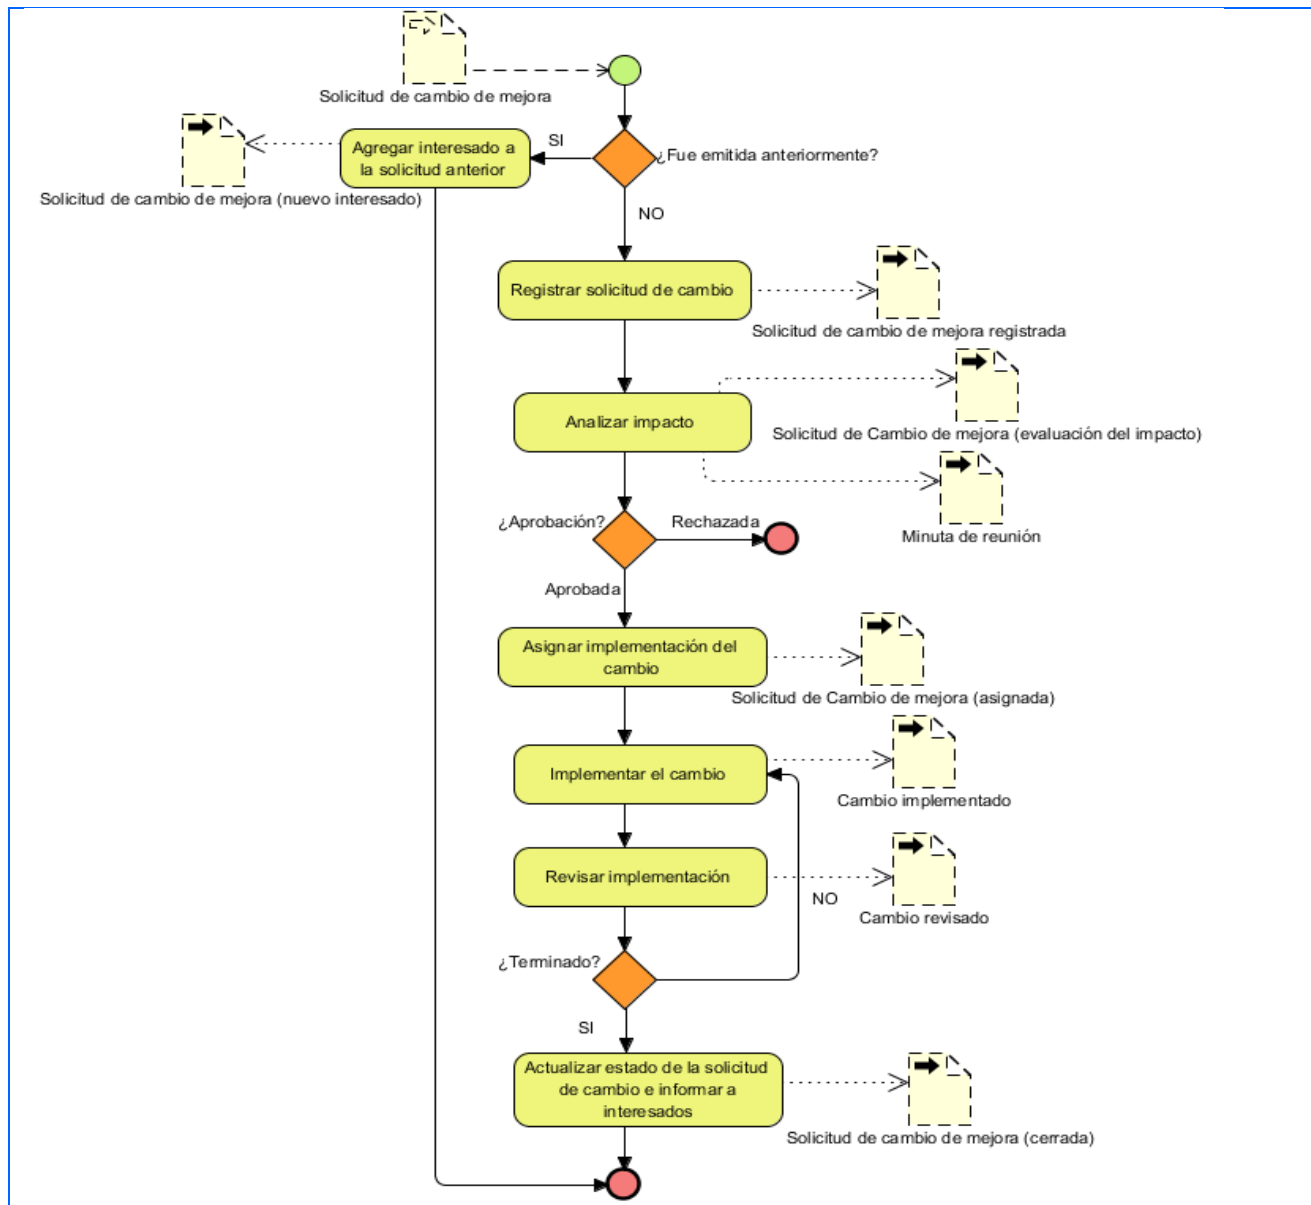 Solicitud de cambio de mejora
SI
Agregar interesado a
la solicitud anterior
¿Fue emitida anteriormente?
Solicitud de cambio de mejora (nuevo interesado)
NO
Registrar solicitud de cambio
Solicitud de cambio de mejora registrada
Analizar impacto
Solicitud de Cambio de mejora (evaluación del impacto)
¿Aprobación?
Rechazada
Minuta de reunión
Aprobada
Asignar implementación del
cambio
Solicitud de Cambio de mejora (asignada)
Implementar el cambio
Cambio implementado
Revisar implementación
NO
Cambio revisado
¿Terminado?
SI
Actualizar estado de la solicitud
de cambio e informar a
interesados
Solicitud de cambio de mejora (cerrada)